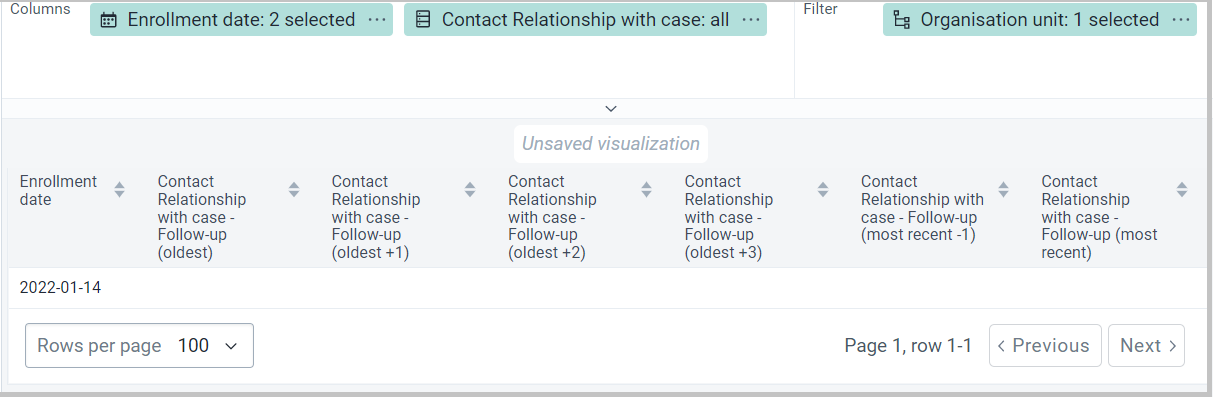 Columns
Enrollment date: 2 selected ···
Contact Relationship with case: all ···
Filter
Organisation unit: 1 selected ···
Unsaved visualization
Enrollment
date
Contact
Relationship
with case -
Follow-up
(oldest)
Contact
Relationship
with case -
Follow-up
(oldest +1)
Contact
Relationship
with case -
Follow-up
(oldest +2)
Contact
Relationship
with case -
Follow-up
(oldest +3)
Contact
Relationship with
case - Follow-up
(most recent -1)
Contact
Relationship
with case -
Follow-up (most
recent)
2022-01-14
Rows per page 100
Page 1, row 1-1
Previous
Next